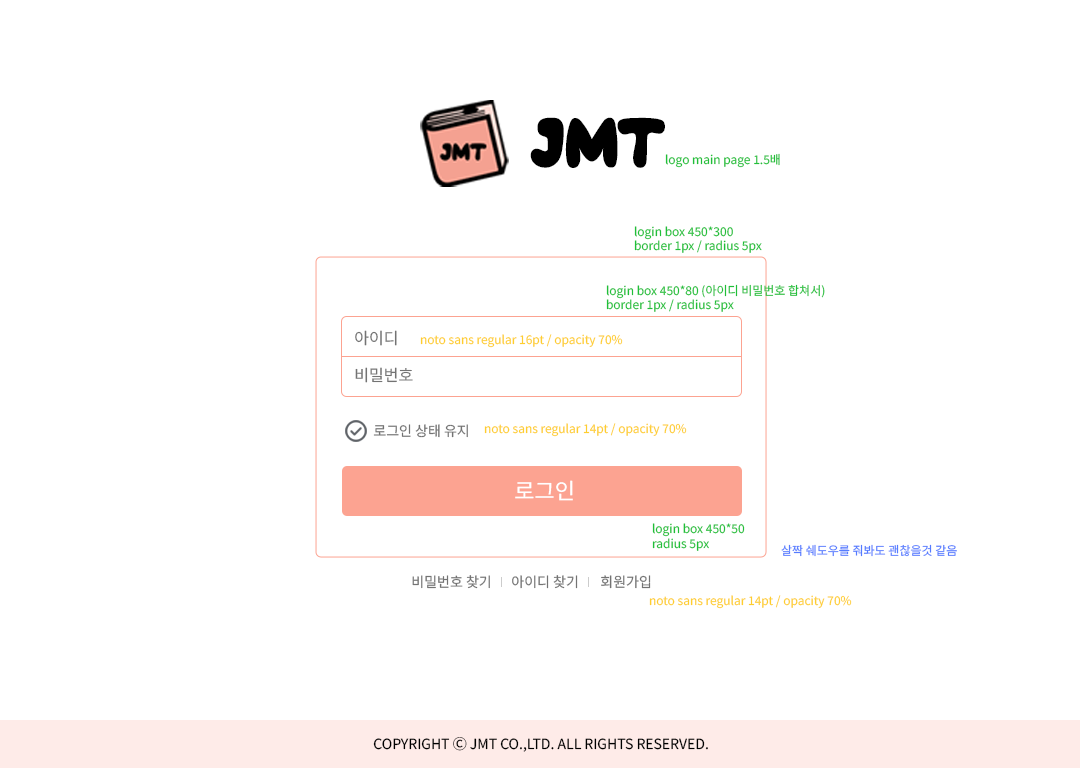 JMT
JMT
logo main page 1.5배
login box 450*300
border 1px / radius 5px
login box 450*80 (아이디 비밀번호 합쳐서)
border 1px / radius 5px
아이디
noto sans regular 16pt / opacity 70%
비밀번호
로그인 상태 유지
noto sans regular 14pt / opacity 70%
로그인
login box 450*50
radius 5px
살짝 쉐도우를 줘봐도 괜찮을것 같음
비밀번호 찾기 | 아이디 찾기 | 회원가입
noto sans regular 14pt / opacity 70%
COPYRIGHT ⓒ JMT CO.,LTD. ALL RIGHTS RESERVED.